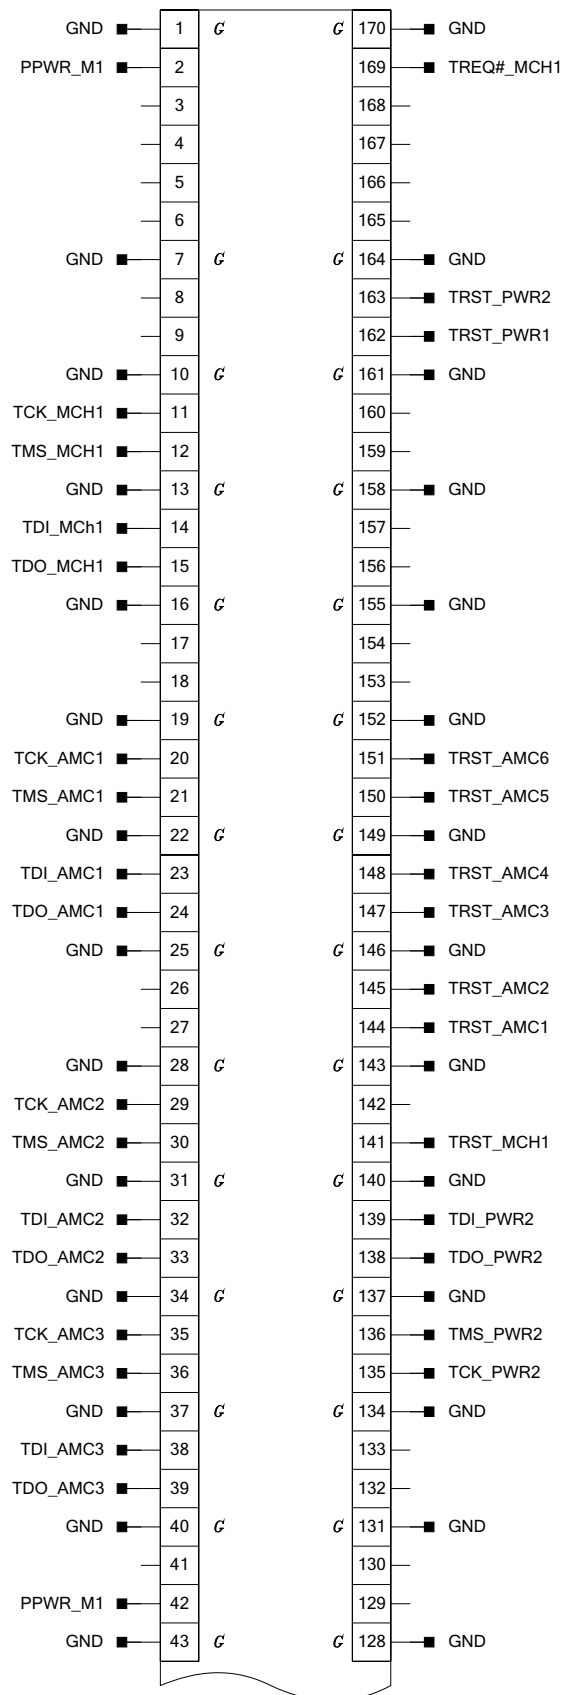 GND 1 G G 170 GND
PPWR_M1 2 169 TREQ#_MCH1
3 168
4 167
5 166
6 165
GND 7 G G 164 GND
8 163 TRST_PWR2
9 162 TRST_PWR1
GND 10 G G 161 GND
TCK_MCH1 11 160
TMS_MCH1 12 159
GND 13 G G 158 GND
TDI_MCh1 14 157
TDO_MCH1 15 156
GND 16 G G 155 GND
17 154
18 153
GND 19 G G 152 GND
TCK_AMC1 20 151 TRST_AMC6
TMS_AMC1 21 150 TRST_AMC5
GND 22 G G 149 GND
TDI_AMC1 23 148 TRST_AMC4
TDO_AMC1 24 147 TRST_AMC3
GND 25 G G 146 GND
26 145 TRST_AMC2
27 144 TRST_AMC1
GND 28 G G 143 GND
TCK_AMC2 29 142
TMS_AMC2 30 141 TRST_MCH1
GND 31 G G 140 GND
TDI_AMC2 32 139 TDI_PWR2
TDO_AMC2 33 138 TDO_PWR2
GND 34 G G 137 GND
TCK_AMC3 35 136 TMS_PWR2
TMS_AMC3 36 135 TCK_PWR2
GND 37 G G 134 GND
TDI_AMC3 38 133
TDO_AMC3 39 132
GND 40 G G 131 GND
41 130
PPWR_M1 42 129
GND 43 G G 128 GND